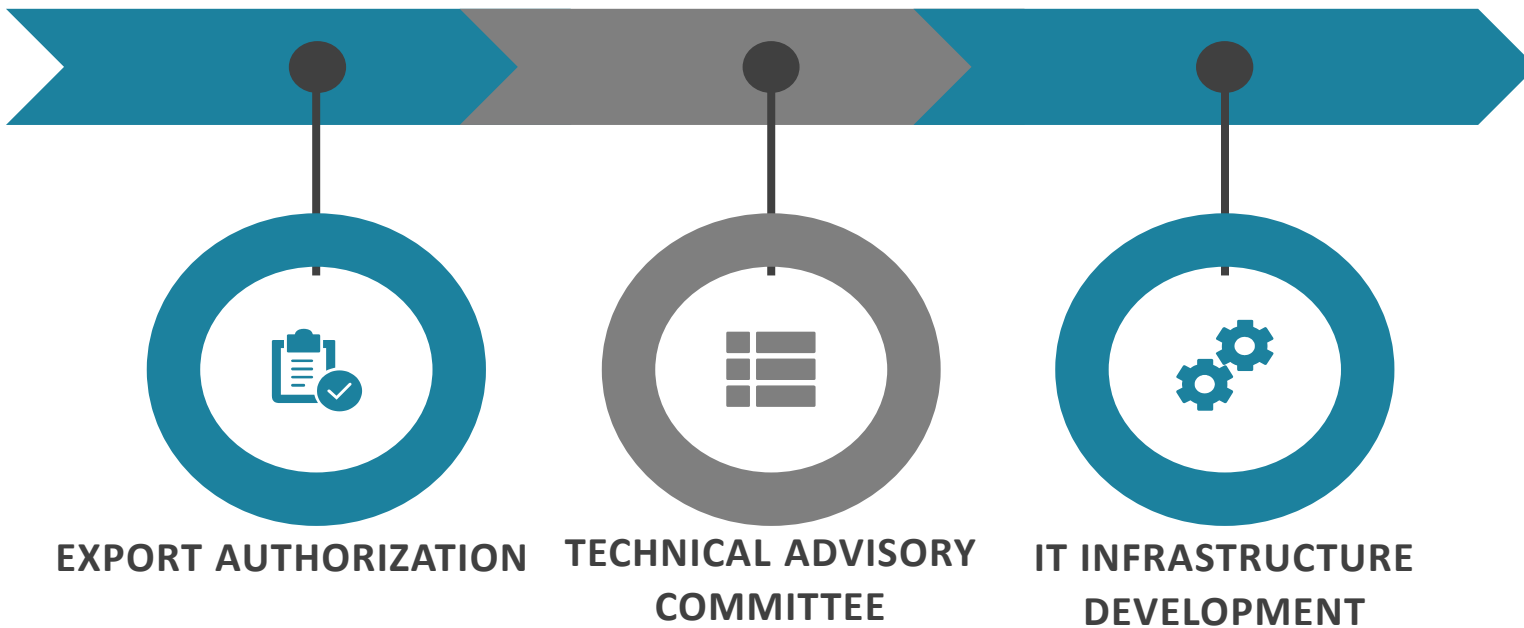 EXPORT AUTHORIZATION
TECHNICAL ADVISORY
COMMITTEE
IT INFRASTRUCTURE
DEVELOPMENT